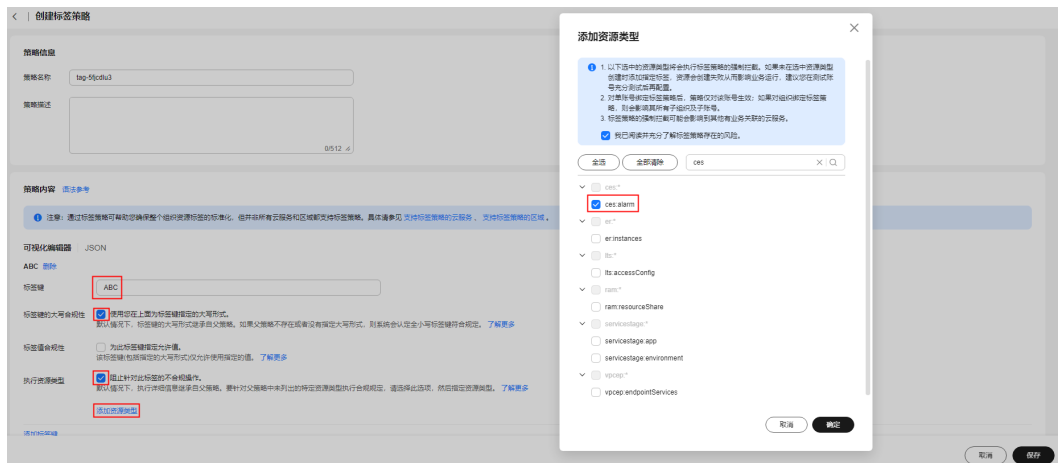 创建标签策略
策略信息
策略名称
tag-5fjcdlu3
策略描述
0/512
策略内容 语法参考
注意：通过标签策略可帮助您确保整个组织资源标签的标准化，但并非所有云服务和区域都支持标签策略。具体请参见 支持标签策略的云服务 、 支持标签策略的区域 。
可视化编辑器 JSON
ABC 删除
标签键
ABC
标签键的大写合规性
使用您在上面为标签键指定的大写形式。
默认情况下，标签键的大写形式继承自父策略。如果父策略不存在或者没有指定大写形式，则系统会认定全小写标签键符合规定。 了解更多
标签值合规性
为此标签键指定允许值。
该标签键(包括指定的大写形式)仅允许使用指定的值。 了解更多
执行资源类型
阻止针对此标签的不合规操作。
默认情况下，执行详细信息继承自父策略。要针对父策略中未列出的特定资源类型执行合规规定，请选择此选项，然后指定资源类型。 了解更多
添加资源类型
添加标签键
取消
保存
添加资源类型
1. 以下选中的资源类型将会执行标签策略的强制拦截。如果未在选中资源类型
创建时添加指定标签，资源会创建失败从而影响业务运行，建议您在测试账
号充分测试后再配置。
2. 对单账号绑定标签策略后，策略仅对该账号生效；如果对组织绑定标签策
略，则会影响其所有子组织及子账号。
3. 标签策略的强制拦截可能会影响到其他有业务关联的云服务。
我已阅读并充分了解标签策略存在的风险。
全选
全部清除
ces
ces:*
ces:alarm
er:*
er:instances
lts:*
lts:accessConfig
ram:*
ram:resourceShare
servicestage:*
servicestage:app
servicestage:environment
vpcep:*
vpcep:endpointServices
取消
确定